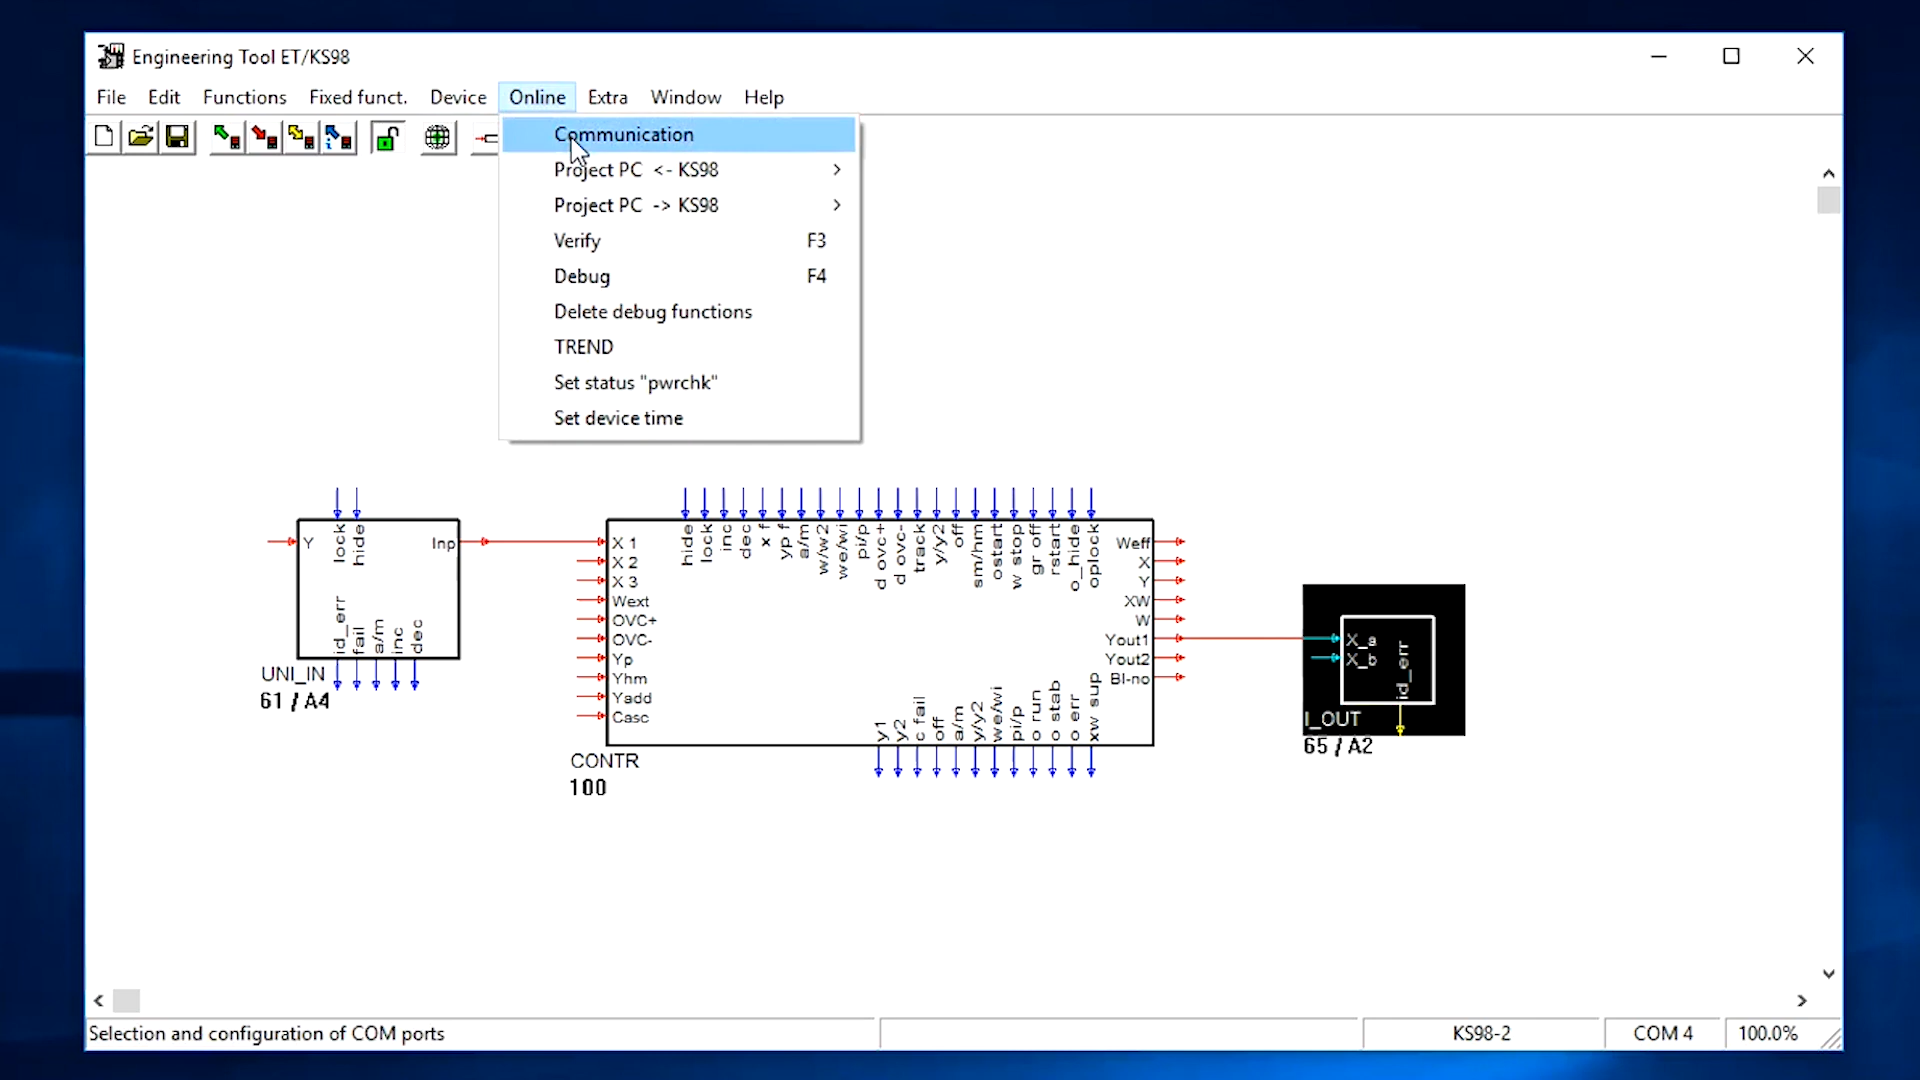 Engineering Tool ET/KS98
File Edit Functions Fixed funct. Device Online Extra Window Help
Communication
Project PC <- KS98
Project PC -> KS98
Verify F3
Debug F4
Delete debug functions
TREND
Set status "pwrchk"
Set device time
Y
lock
hide
Inp
id_err
fail
a/m
inc
dec
UNI_IN
61 / A4
hide
lock
inc
dec
x f
yp f
a/m
w/w2
we/wi
pi/p
d ovc+
d ovc-
track
y/y2
off
sm/hm
ostart
w stop
gr off
rstart
o_hide
oplock
X 1
X 2
X 3
Wext
OVC+
OVC-
Yp
Yhm
Yadd
Casc
Weff
X
Y
XW
W
Yout1
Yout2
Bl-no
y1
y2
c fail
off
a/m
y/y2
we/wi
pi/p
o run
o stab
o err
xw sup
CONTR
100
X_a
X_b
id_err
I_OUT
65 / A2
Selection and configuration of COM ports
KS98-2
COM 4
100.0%